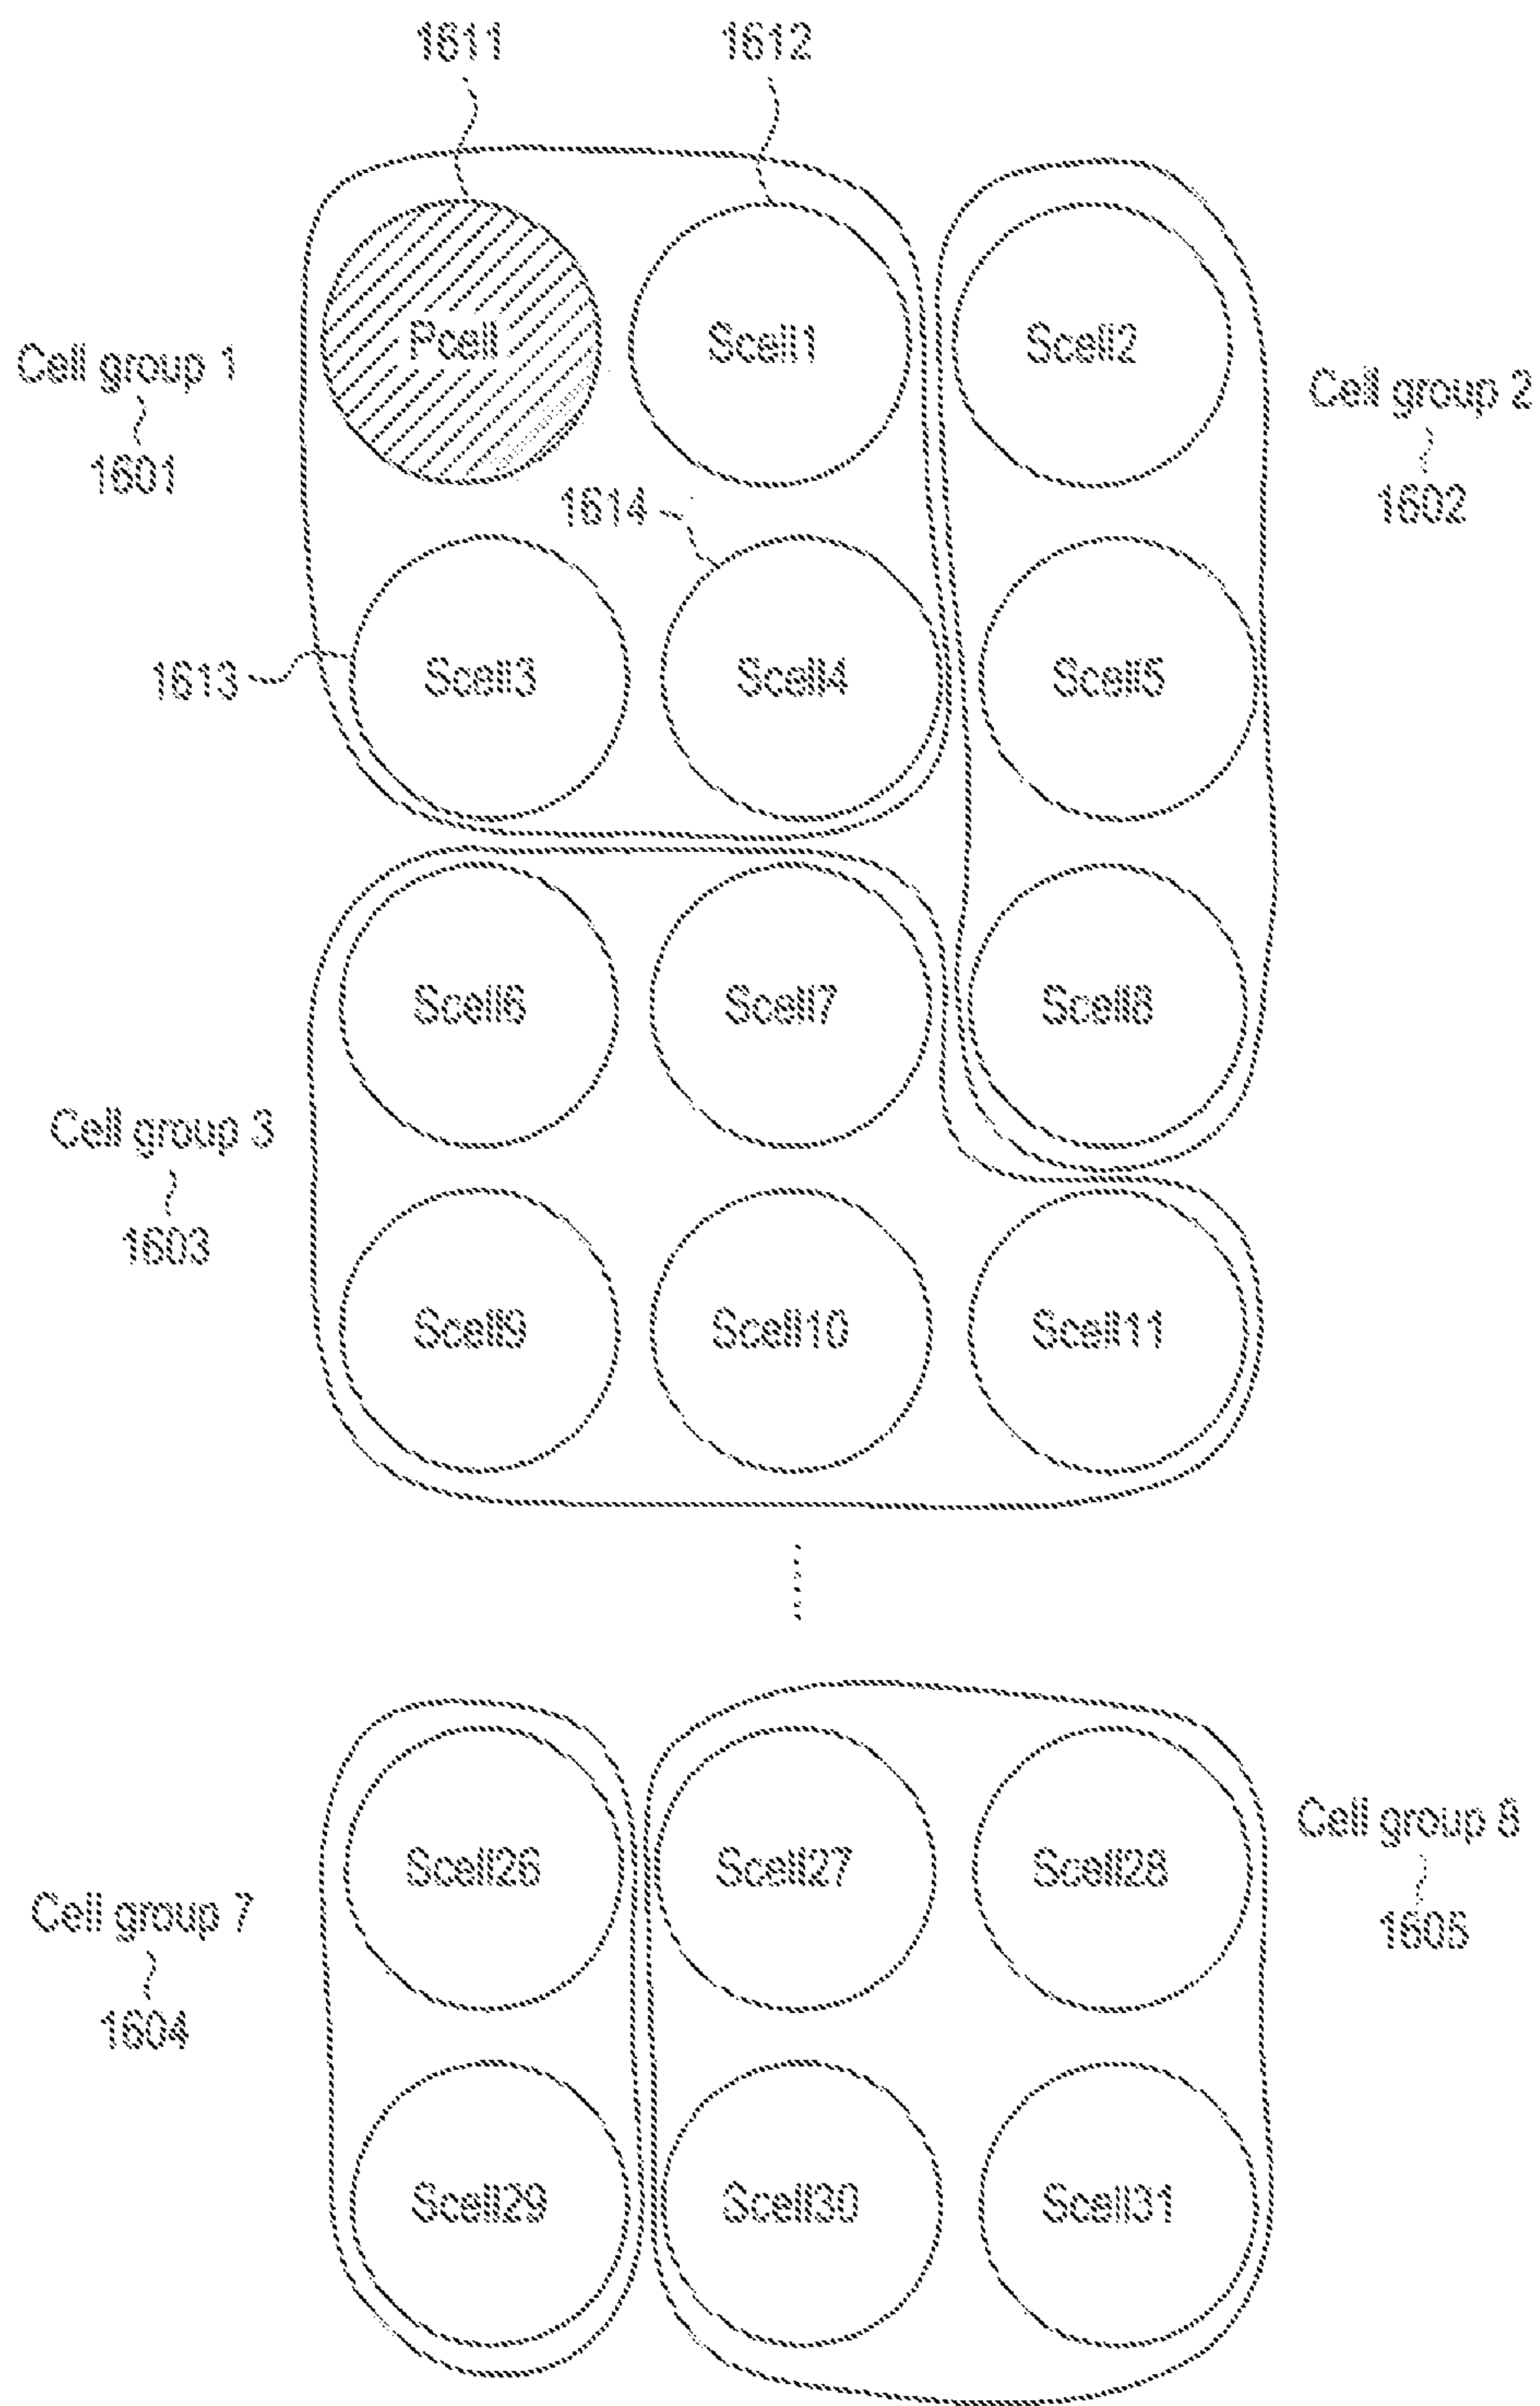 1611
1612
Pcell
Scell1
Scell2
Cell group 1
1601
Cell group 2
1602
1614
1613
Scell3
Scell4
Scell5
Scell6
Scell7
Scell8
Cell group 3
1603
Scell9
Scell10
Scell11
Scell26
Scell27
Scell28
Cell group 8
1605
Cell group 7
1604
Scell29
Scell30
Scell31